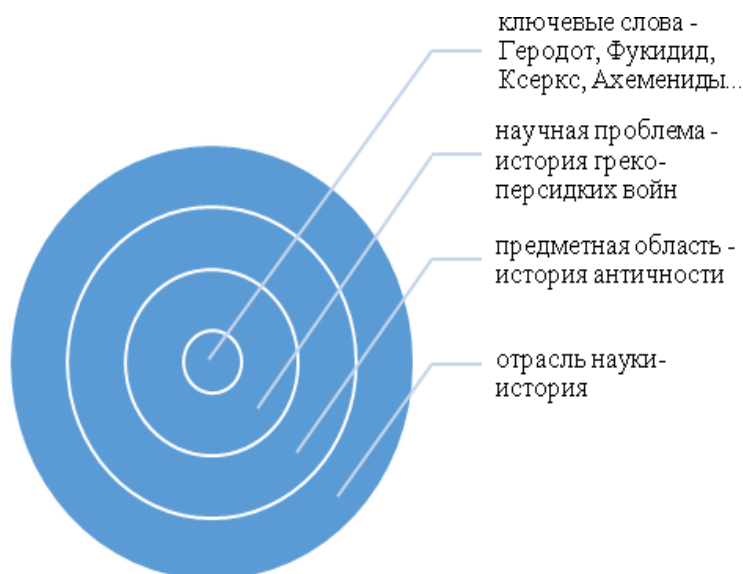 ключевые слова -
Геродот, Фукидид,
Ксеркс, Ахемениды...
научная проблема -
история греко-
персидких войн
предметная область -
история античности
отрасль науки-
история